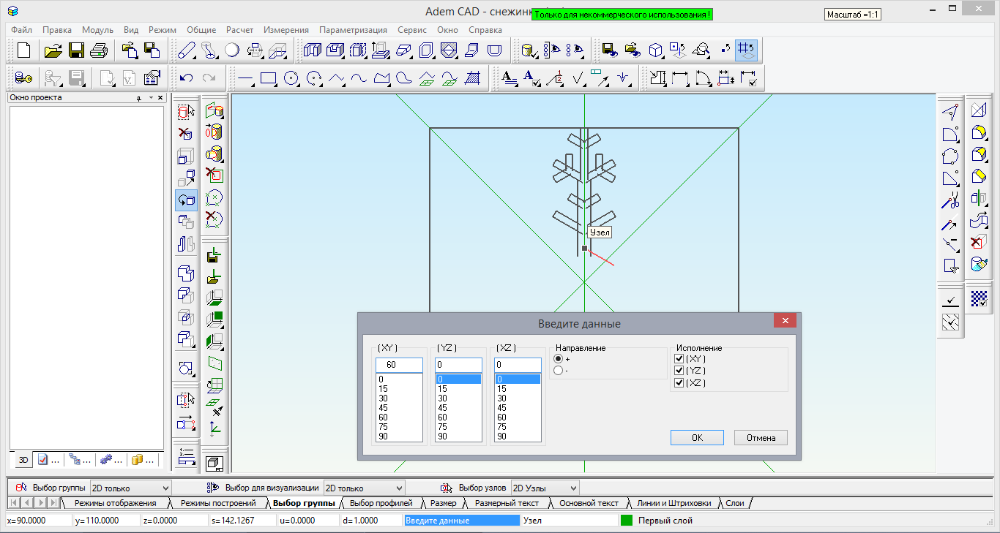 Adem CAD - снежинк
Только для некоммерческого использования !
Масштаб =1:1
Файл Правка Модуль Вид Режим Общие Расчет Измерения Параметризация Сервис Окно Справка
Окно проекта
Узел
Введите данные
(XY) (YZ) (XZ) Направление Исполнение
60 0 0 + (XY)
0 0 0 - (YZ)
15 15 15 (XZ)
30 30 30
45 45 45
60 60 60
75 75 75
90 90 90
OK Отмена
3D ... ... ... ...
Выбор группы 2D только Выбор для визуализации 2D только Выбор узлов 2D Узлы
Режимы отображения Режимы построений Выбор группы Выбор профилей Размер Размерный текст Основной текст Линии и Штриховки Слои
x=90.0000 y=110.0000 z=0.0000 s=142.1267 u=0.0000 d=1.0000 Введите данные Узел Первый слой